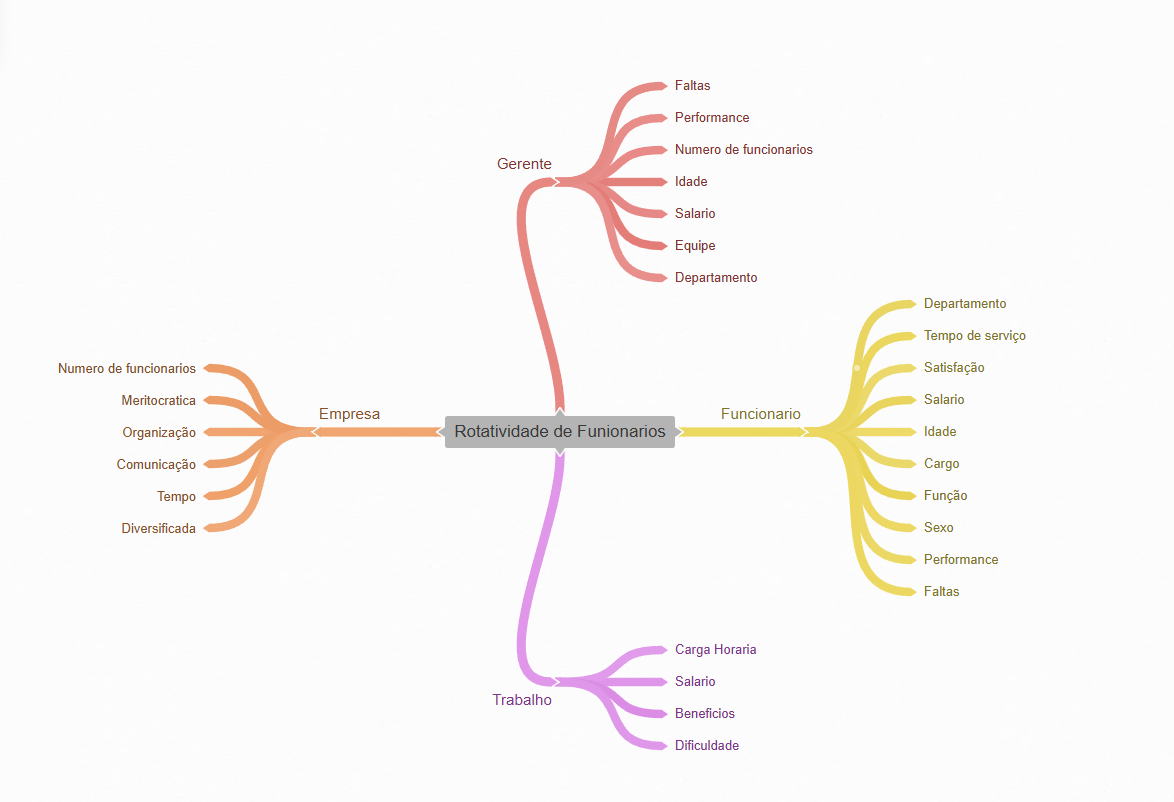 Rotatividade de Funionarios
Gerente
Faltas
Performance
Numero de funcionarios
Idade
Salario
Equipe
Departamento
Funcionario
Departamento
Tempo de serviço
Satisfação
Salario
Idade
Cargo
Função
Sexo
Performance
Faltas
Trabalho
Carga Horaria
Salario
Beneficios
Dificuldade
Empresa
Numero de funcionarios
Meritocratica
Organização
Comunicação
Tempo
Diversificada